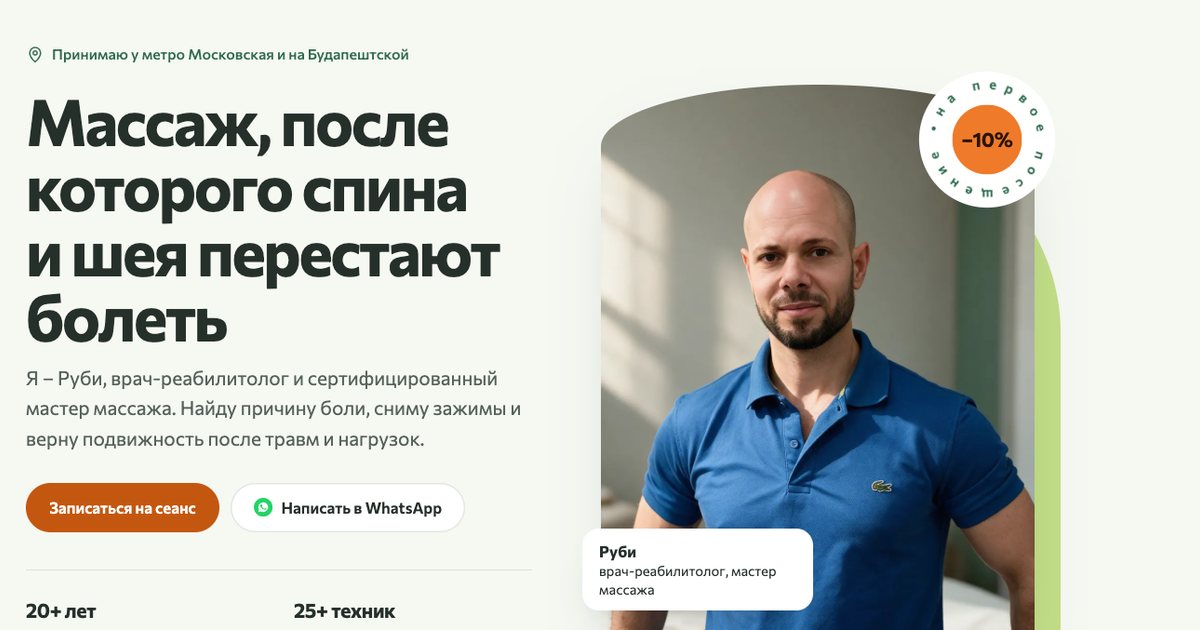 Принимаю у метро Московская и на Будапештской
Массаж, после
которого спина
и шея перестают
болеть
Я – Руби, врач-реабилитолог и сертифицированный
мастер массажа. Найду причину боли, сниму зажимы и
верну подвижность после травм и нагрузок.
Записаться на сеанс
Написать в WhatsApp
20+ лет
25+ техник
• на первое посещение
–10%
Руби
врач-реабилитолог, мастер
массажа